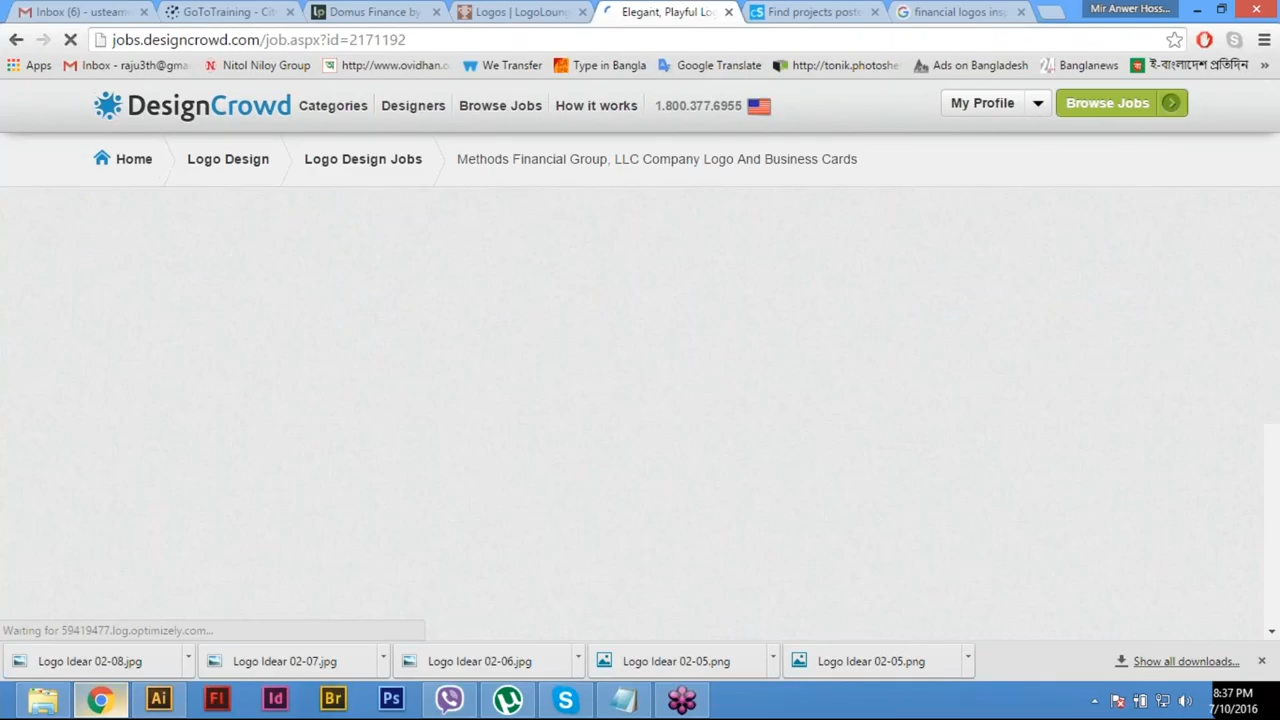 Inbox (6) - usteam
GoToTraining - Cit
Domus Finance by
Logos | LogoLoung
Elegant, Playful Lo
Find projects poste
financial logos insp
Mir Anwer Hoss...
jobs.designcrowd.com/job.aspx?id=2171192
Apps
Inbox - raju3th@gma
Nitol Niloy Group
http://www.ovidhan.o
We Transfer
Type in Bangla
Google Translate
http://tonik.photoshe
Ads on Bangladesh
Banglanews
ই-বাংলাদেশ প্রতিদিন
»
DesignCrowd
Categories
Designers
Browse Jobs
How it works
1.800.377.6955
My Profile
Browse Jobs
Home
Logo Design
Logo Design Jobs
Methods Financial Group, LLC Company Logo And Business Cards
Waiting for 59419477.log.optimizely.com...
Logo Idear 02-08.jpg
Logo Idear 02-07.jpg
Logo Idear 02-06.jpg
Logo Idear 02-05.png
Logo Idear 02-05.png
Show all downloads...
Ai
Fl
Id
Br
Ps
8:37 PM
7/10/2016